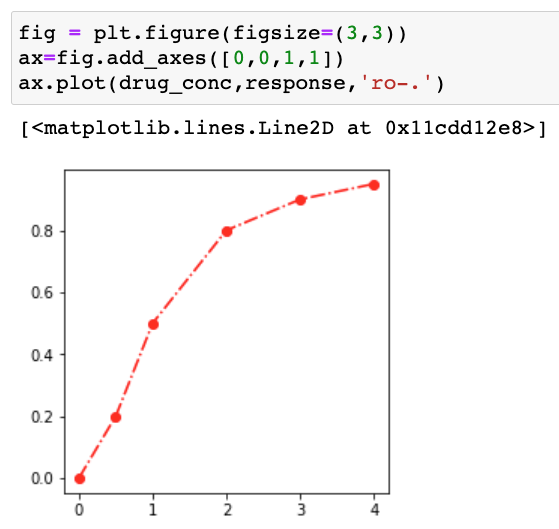 fig = plt.figure(figsize=(3,3))
ax=fig.add_axes([0,0,1,1])
ax.plot(drug_conc,response,'ro-.')
[<matplotlib.lines.Line2D at 0x11cdd12e8>]
0.8
0.6
0.4
0.2
0.0
0 1 2 3 4